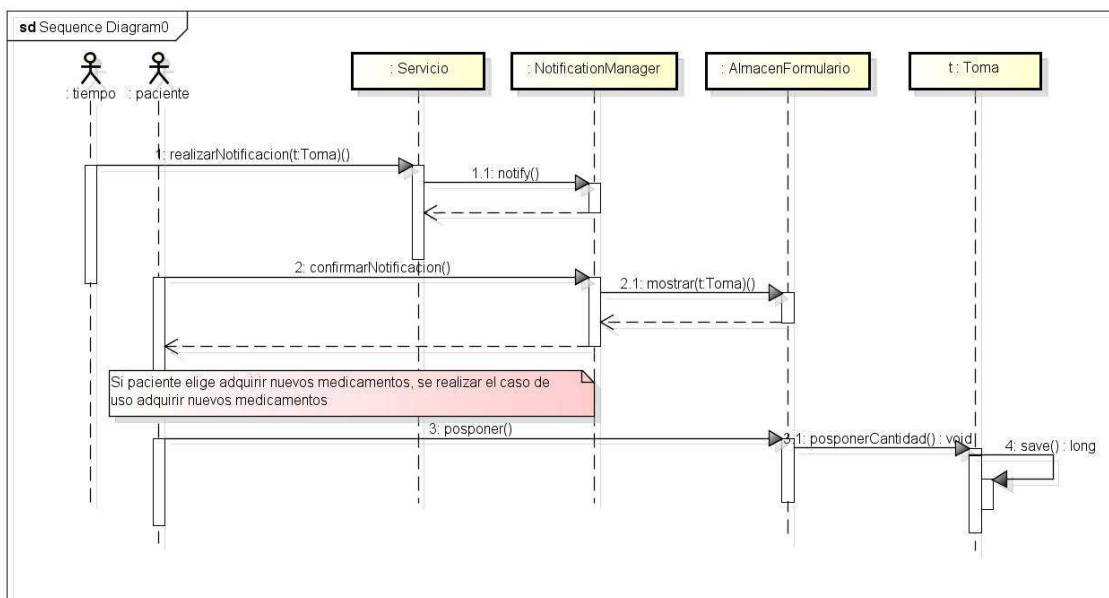 sd Sequence Diagram0
: tiempo
: paciente
: Servicio
: NotificationManager
: AlmacenFormulario
t : Toma
1: realizarNotificacion(t:Toma)()
1.1: notify()
2: confirmarNotificacion()
2.1: mostrar(t:Toma)()
Si paciente elige adquirir nuevos medicamentos, se realizar el caso de
uso adquirir nuevos medicamentos
3: posponer()
3.1: posponerCantidad() : void
4: save() : long